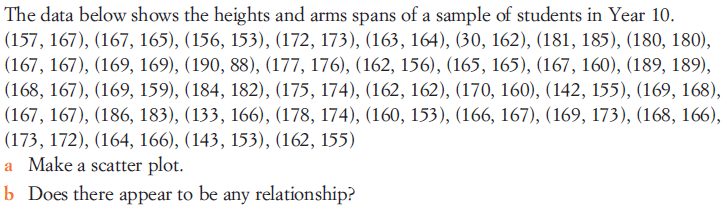 The data below shows the heights and arms spans of a sample of students in Year 10.
(157, 167), (167, 165), (156, 153), (172, 173), (163, 164), (30, 162), (181, 185), (180, 180),
(167, 167), (169, 169), (190, 88), (177, 176), (162, 156), (165, 165), (167, 160), (189, 189),
(168, 167), (169, 159), (184, 182), (175, 174), (162, 162), (170, 160), (142, 155), (169, 168),
(167, 167), (186, 183), (133, 166), (178, 174), (160, 153), (166, 167), (169, 173), (168, 166),
(173, 172), (164, 166), (143, 153), (162, 155)
a Make a scatter plot.
b Does there appear to be any relationship?